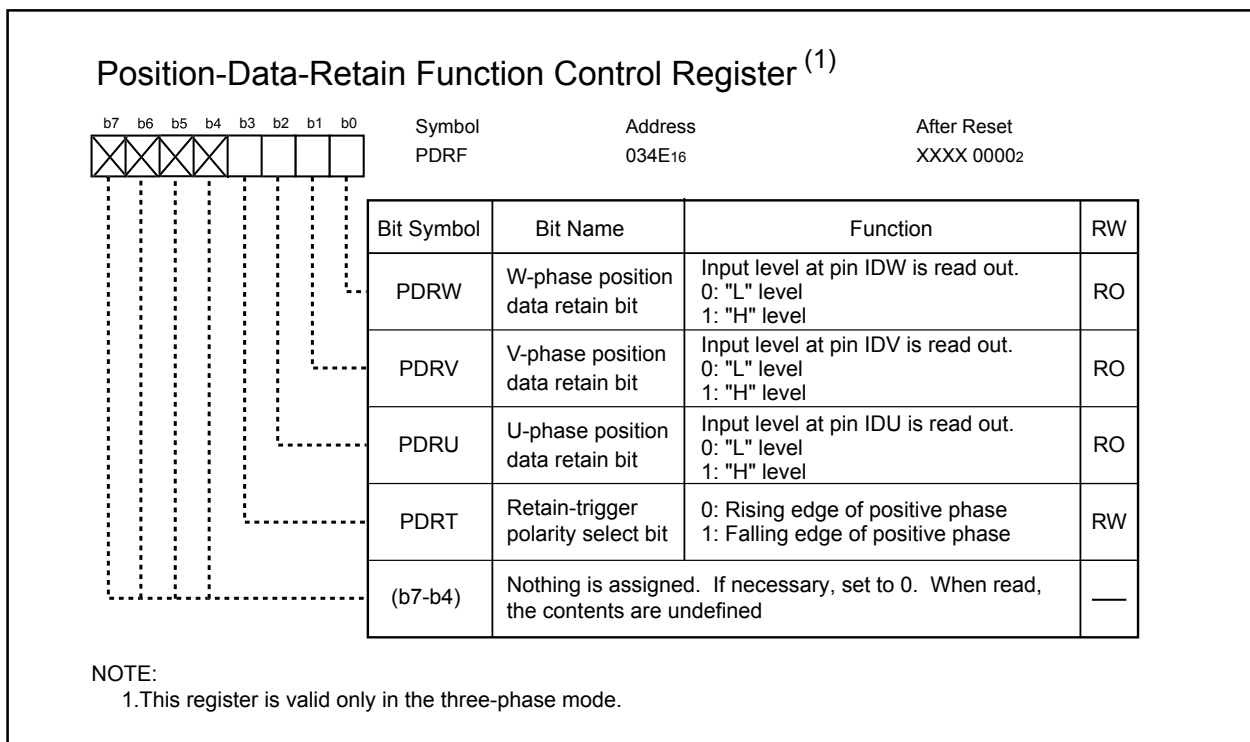 Position-Data-Retain Function Control Register (1)
b7 b6 b5 b4 b3 b2 b1 b0
Symbol Address After Reset
PDRF 034E16 XXXX 00002
Bit Symbol Bit Name Function RW
PDRW
W-phase position
data retain bit
Input level at pin IDW is read out.
0: "L" level
1: "H" level
RO
PDRV
V-phase position
data retain bit
Input level at pin IDV is read out.
0: "L" level
1: "H" level
RO
PDRU
U-phase position
data retain bit
Input level at pin IDU is read out.
0: "L" level
1: "H" level
RO
PDRT
Retain-trigger
polarity select bit
0: Rising edge of positive phase
1: Falling edge of positive phase
RW
(b7-b4)
Nothing is assigned. If necessary, set to 0. When read,
the contents are undefined
—
NOTE:
1.This register is valid only in the three-phase mode.